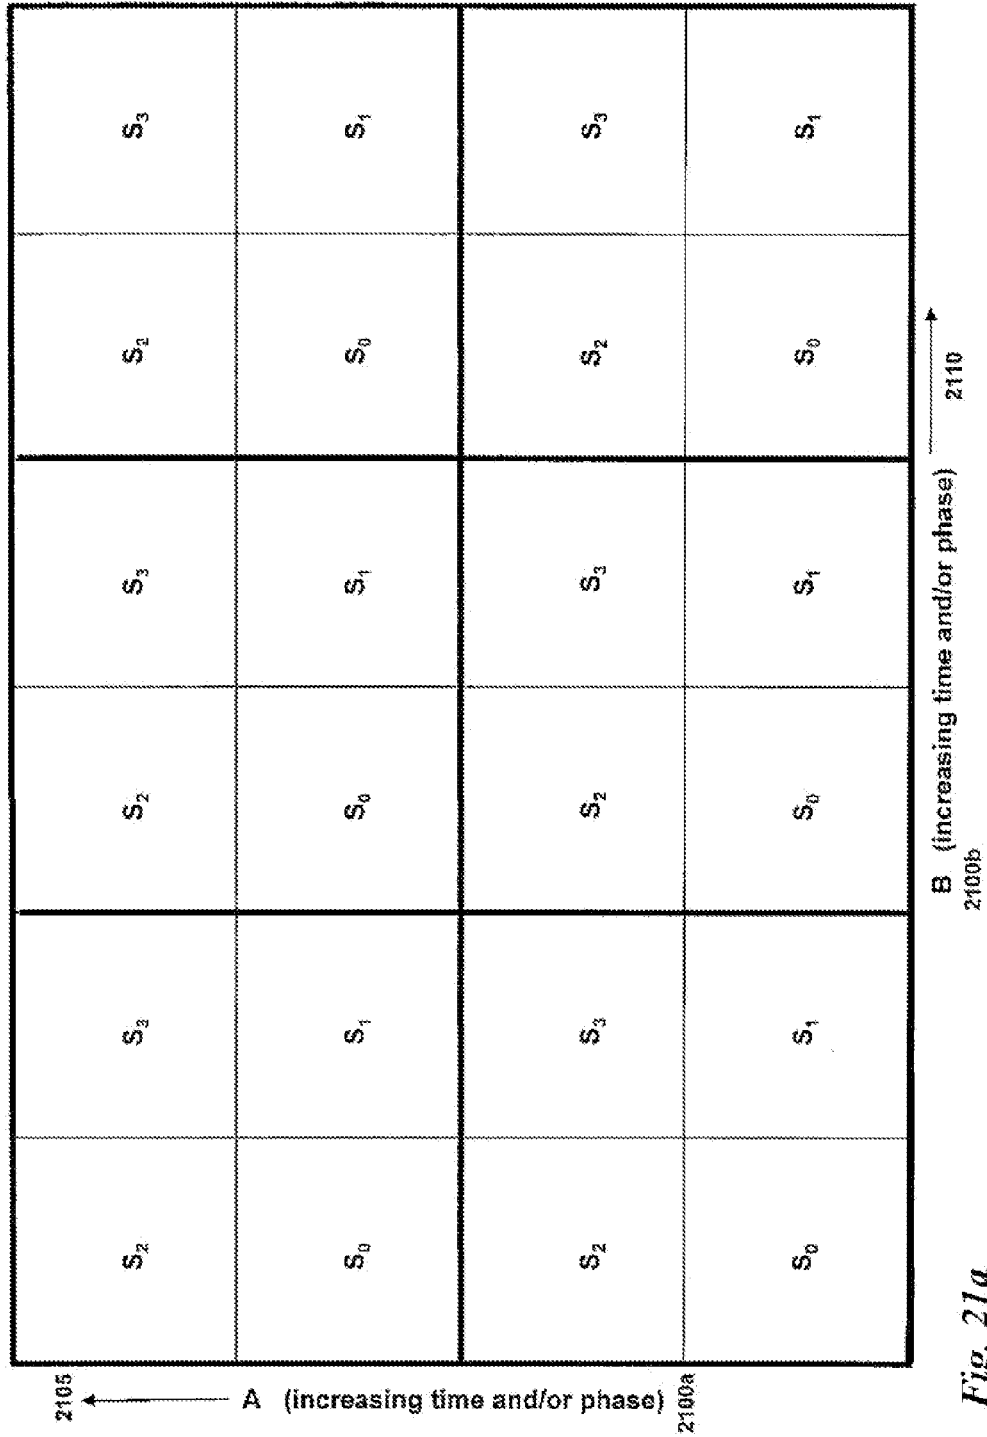 2105
A (increasing time and/or phase)
2100a
S₂ S₃ S₂ S₃ S₂ S₃
S₀ S₁ S₀ S₁ S₀ S₁
S₂ S₃ S₂ S₃ S₂ S₃
S₀ S₁ S₀ S₁ S₀ S₁
B (increasing time and/or phase)
2110
2100b
Fig. 21a